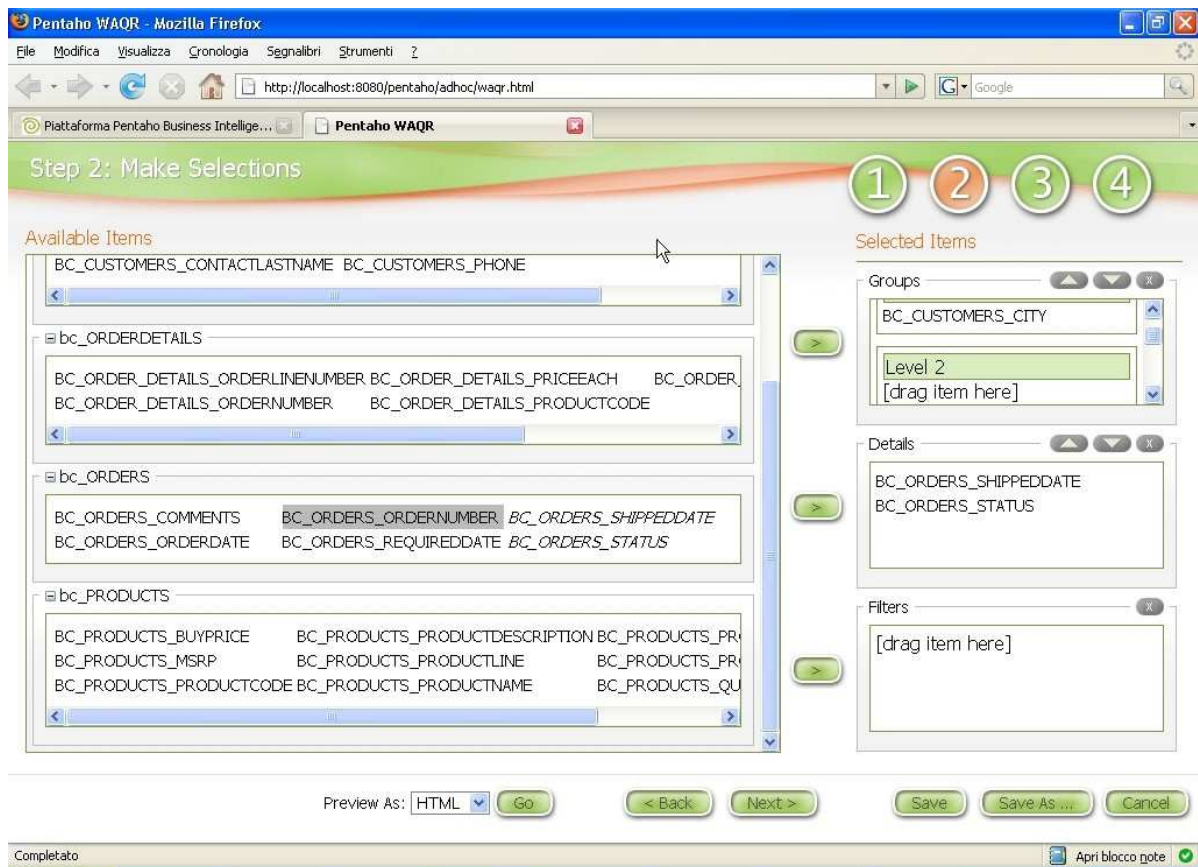 Pentaho WAQR - Mozilla Firefox
File Modifica Visualizza Cronologia Segnalibri Strumenti ?
http://localhost:8080/pentaho/adhoc/waqr.html
G Google
Piattaforma Pentaho Business Intellige...
Pentaho WAQR
Step 2: Make Selections
1 2 3 4
Available Items
BC_CUSTOMERS_CONTACTLASTNAME BC_CUSTOMERS_PHONE
bc_ORDERDETAILS
BC_ORDER_DETAILS_ORDERLINENUMBER BC_ORDER_DETAILS_PRICEEACH BC_ORDER_
BC_ORDER_DETAILS_ORDERNUMBER BC_ORDER_DETAILS_PRODUCTCODE
bc_ORDERS
BC_ORDERS_COMMENTS BC_ORDERS_ORDERNUMBER BC_ORDERS_SHIPPEDDATE
BC_ORDERS_ORDERDATE BC_ORDERS_REQUIREDDATE BC_ORDERS_STATUS
bc_PRODUCTS
BC_PRODUCTS_BUYPRICE BC_PRODUCTS_PRODUCTDESCRIPTION BC_PRODUCTS_PR
BC_PRODUCTS_MSRP BC_PRODUCTS_PRODUCTLINE BC_PRODUCTS_PR
BC_PRODUCTS_PRODUCTCODE BC_PRODUCTS_PRODUCTNAME BC_PRODUCTS_QU
>
>
>
Selected Items
Groups X
BC_CUSTOMERS_CITY
Level 2
[drag item here]
Details X
BC_ORDERS_SHIPPEDDATE
BC_ORDERS_STATUS
Filters X
[drag item here]
Preview As: HTML Go < Back Next > Save Save As ... Cancel
Completato
Apri blocco note